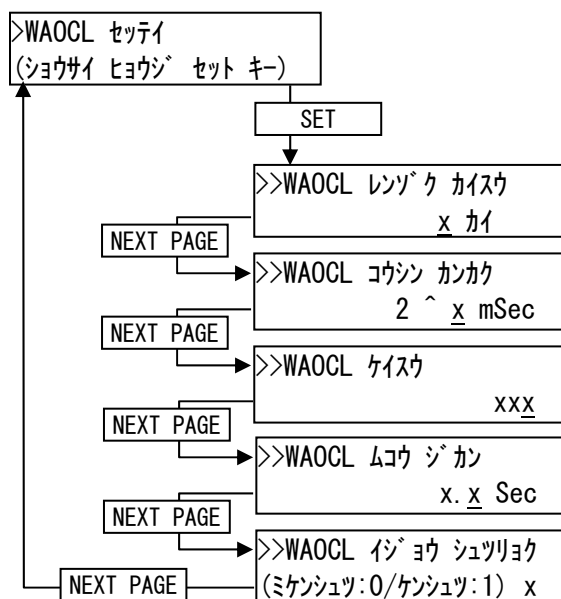 >WAOCL ｾｯﾃｲ
(ｼｮｳｻｲ ﾋｮｳｼﾞ ｾｯﾄ ｷｰ)
SET
>>WAOCL ﾚﾝｿﾞｸ ｶｲｽｳ
x ｶｲ
NEXT PAGE
>>WAOCL ｺｳｼﾝ ｶﾝｶｸ
2 ^ x mSec
NEXT PAGE
>>WAOCL ｹｲｽｳ
xxx
NEXT PAGE
>>WAOCL ﾑｺｳ ｼﾞｶﾝ
x.x Sec
NEXT PAGE
>>WAOCL ｲｼﾞｮｳ ｼｭﾂﾘｮｸ
(ﾐｹﾝｼｭﾂ:0/ｹﾝｼｭﾂ:1) x
NEXT PAGE